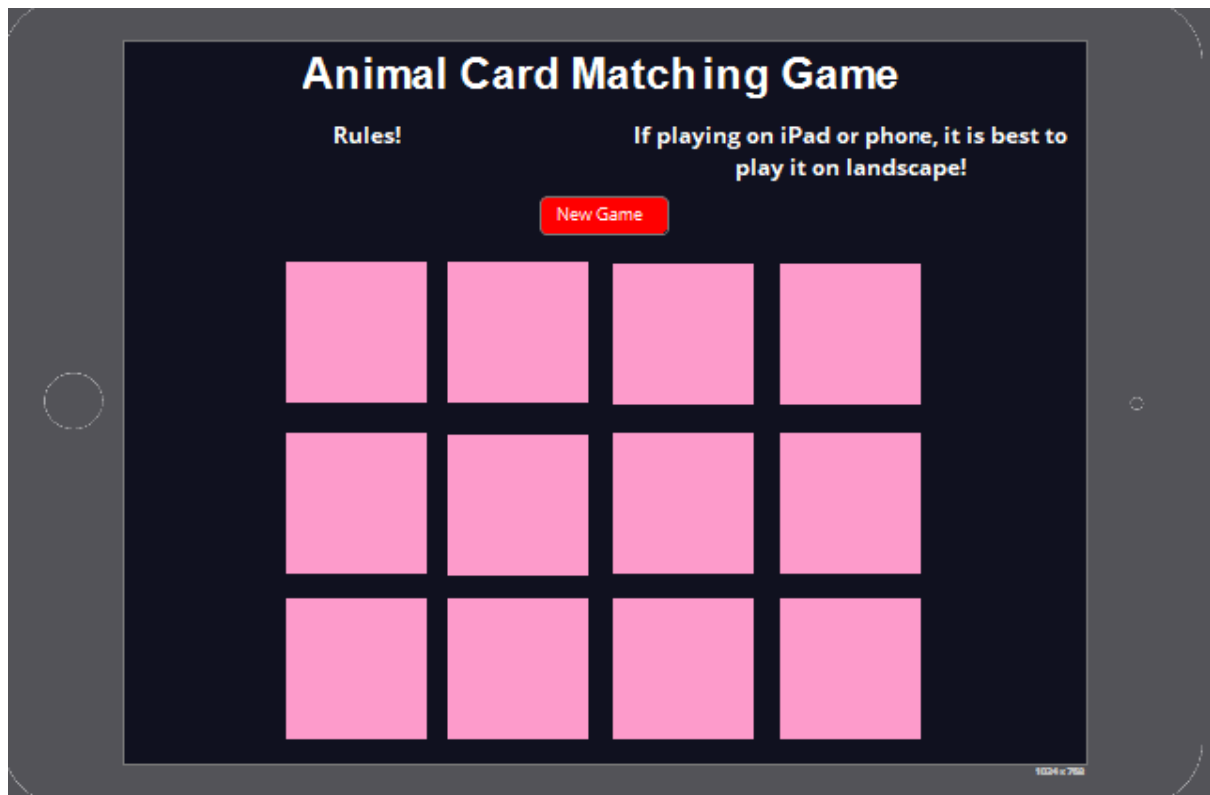 Animal Card Matching Game
Rules!
If playing on iPad or phone, it is best to
play it on landscape!
New Game
1024 x 768